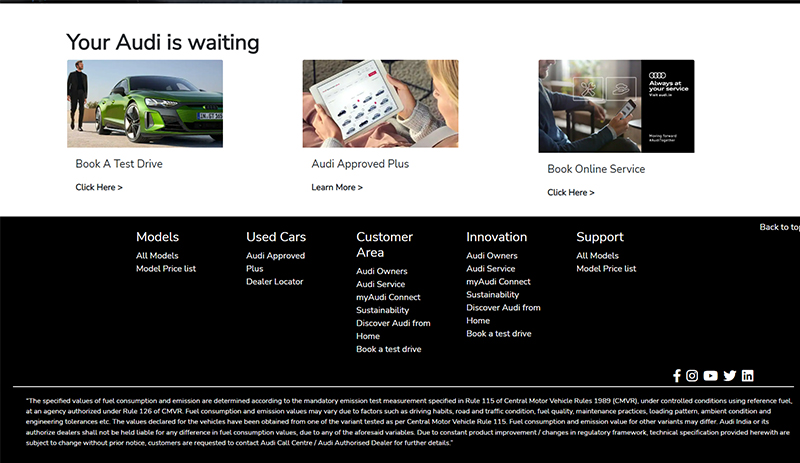 Your Audi is waiting
Always at
your service
Visit audi.in
Moving forward
#AudiTogether
Book A Test Drive
Click Here >
Audi Approved Plus
Learn More >
Book Online Service
Click Here >
Back to top
Models
All Models
Model Price list
Used Cars
Audi Approved
Plus
Dealer Locator
Customer
Area
Audi Owners
Audi Service
myAudi Connect
Sustainability
Discover Audi from
Home
Book a test drive
Innovation
Audi Owners
Audi Service
myAudi Connect
Sustainability
Discover Audi from
Home
Book a test drive
Support
All Models
Model Price list
"The specified values of fuel consumption and emission are determined according to the mandatory emission test measurement specified in Rule 115 of Central Motor Vehicle Rules 1989 (CMVR), under controlled conditions using reference fuel,
at an agency authorized under Rule 126 of CMVR. Fuel consumption and emission values may vary due to factors such as driving habits, road and traffic condition, fuel quality, maintenance practices, loading pattern, ambient condition and
engineering tolerances etc. The values declared for the vehicles have been obtained from one of the variant tested as per Central Motor Vehicle Rule 115. Fuel consumption and emission value for other variants may differ. Audi India or its
authorize dealers shall not be held liable for any difference in fuel consumption values, due to any of the aforesaid variables. Due to constant product improvement / changes in regulatory framework, technical specification provided herewith are
subject to change without prior notice, customers are requested to contact Audi Call Centre / Audi Authorised Dealer for further details."